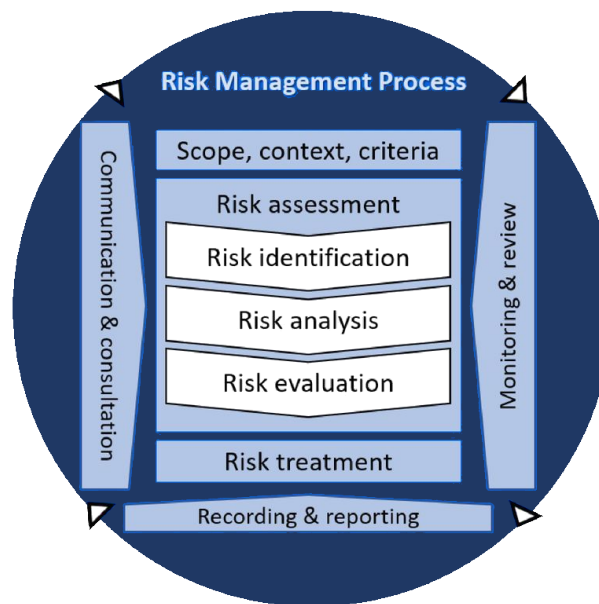 Risk Management Process
Scope, context, criteria
Risk assessment
Risk identification
Risk analysis
Risk evaluation
Risk treatment
Communication & consultation
Monitoring & review
Recording & reporting